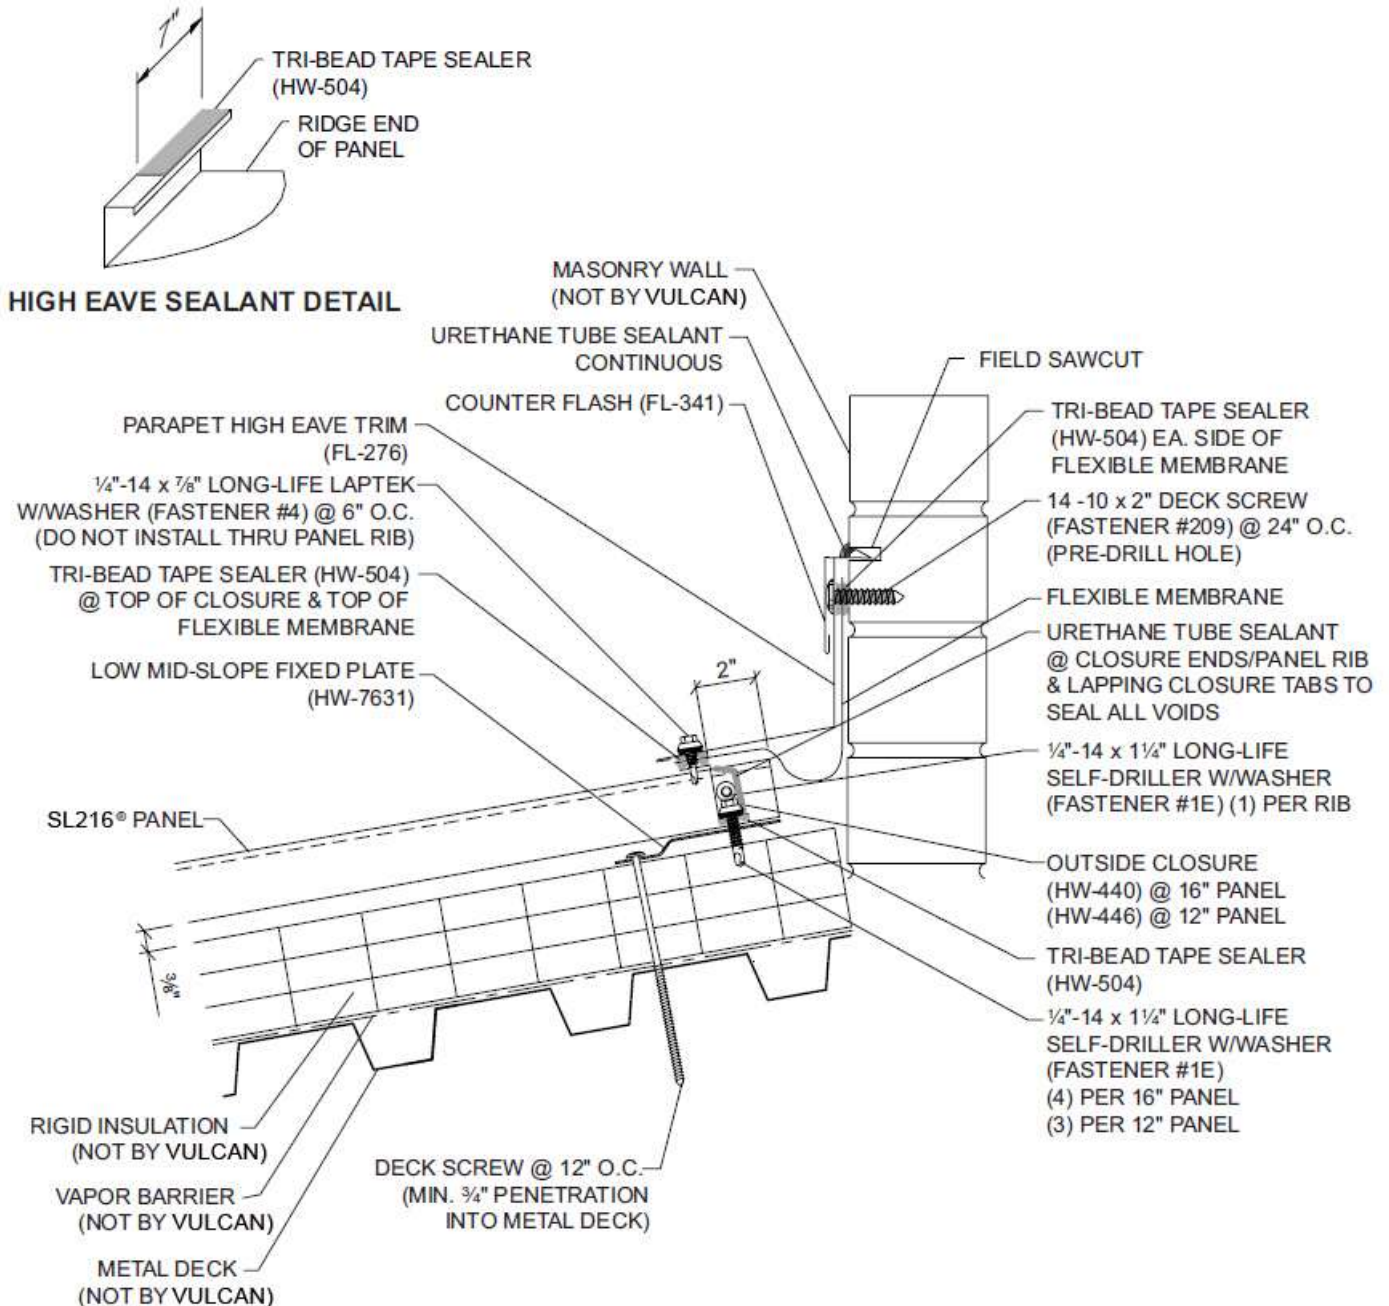 7"
TRI-BEAD TAPE SEALER
(HW-504)
RIDGE END
OF PANEL
HIGH EAVE SEALANT DETAIL
MASONRY WALL
(NOT BY VULCAN)
URETHANE TUBE SEALANT
CONTINUOUS
COUNTER FLASH (FL-341)
PARAPET HIGH EAVE TRIM
(FL-276)
¼"-14 x ⅞" LONG-LIFE LAPTEK
W/WASHER (FASTENER #4) @ 6" O.C.
(DO NOT INSTALL THRU PANEL RIB)
TRI-BEAD TAPE SEALER (HW-504)
@ TOP OF CLOSURE & TOP OF
FLEXIBLE MEMBRANE
LOW MID-SLOPE FIXED PLATE
(HW-7631)
2"
SL216® PANEL
⅜"
RIGID INSULATION
(NOT BY VULCAN)
VAPOR BARRIER
(NOT BY VULCAN)
METAL DECK
(NOT BY VULCAN)
DECK SCREW @ 12" O.C.
(MIN. ¾" PENETRATION
INTO METAL DECK)
FIELD SAWCUT
TRI-BEAD TAPE SEALER
(HW-504) EA. SIDE OF
FLEXIBLE MEMBRANE
14 -10 x 2" DECK SCREW
(FASTENER #209) @ 24" O.C.
(PRE-DRILL HOLE)
FLEXIBLE MEMBRANE
URETHANE TUBE SEALANT
@ CLOSURE ENDS/PANEL RIB
& LAPPING CLOSURE TABS TO
SEAL ALL VOIDS
¼"-14 x 1¼" LONG-LIFE
SELF-DRILLER W/WASHER
(FASTENER #1E) (1) PER RIB
OUTSIDE CLOSURE
(HW-440) @ 16" PANEL
(HW-446) @ 12" PANEL
TRI-BEAD TAPE SEALER
(HW-504)
¼"-14 x 1¼" LONG-LIFE
SELF-DRILLER W/WASHER
(FASTENER #1E)
(4) PER 16" PANEL
(3) PER 12" PANEL